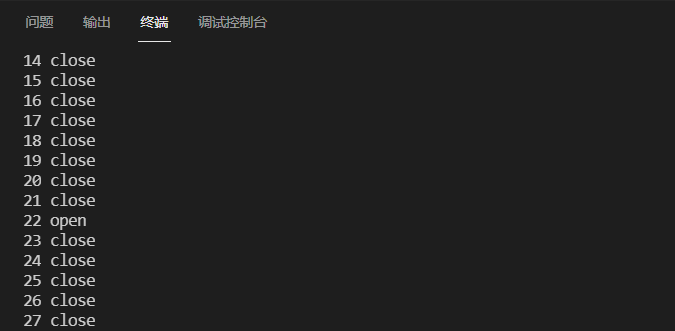 问题 输出 终端 调试控制台
14 close
15 close
16 close
17 close
18 close
19 close
20 close
21 close
22 open
23 close
24 close
25 close
26 close
27 close